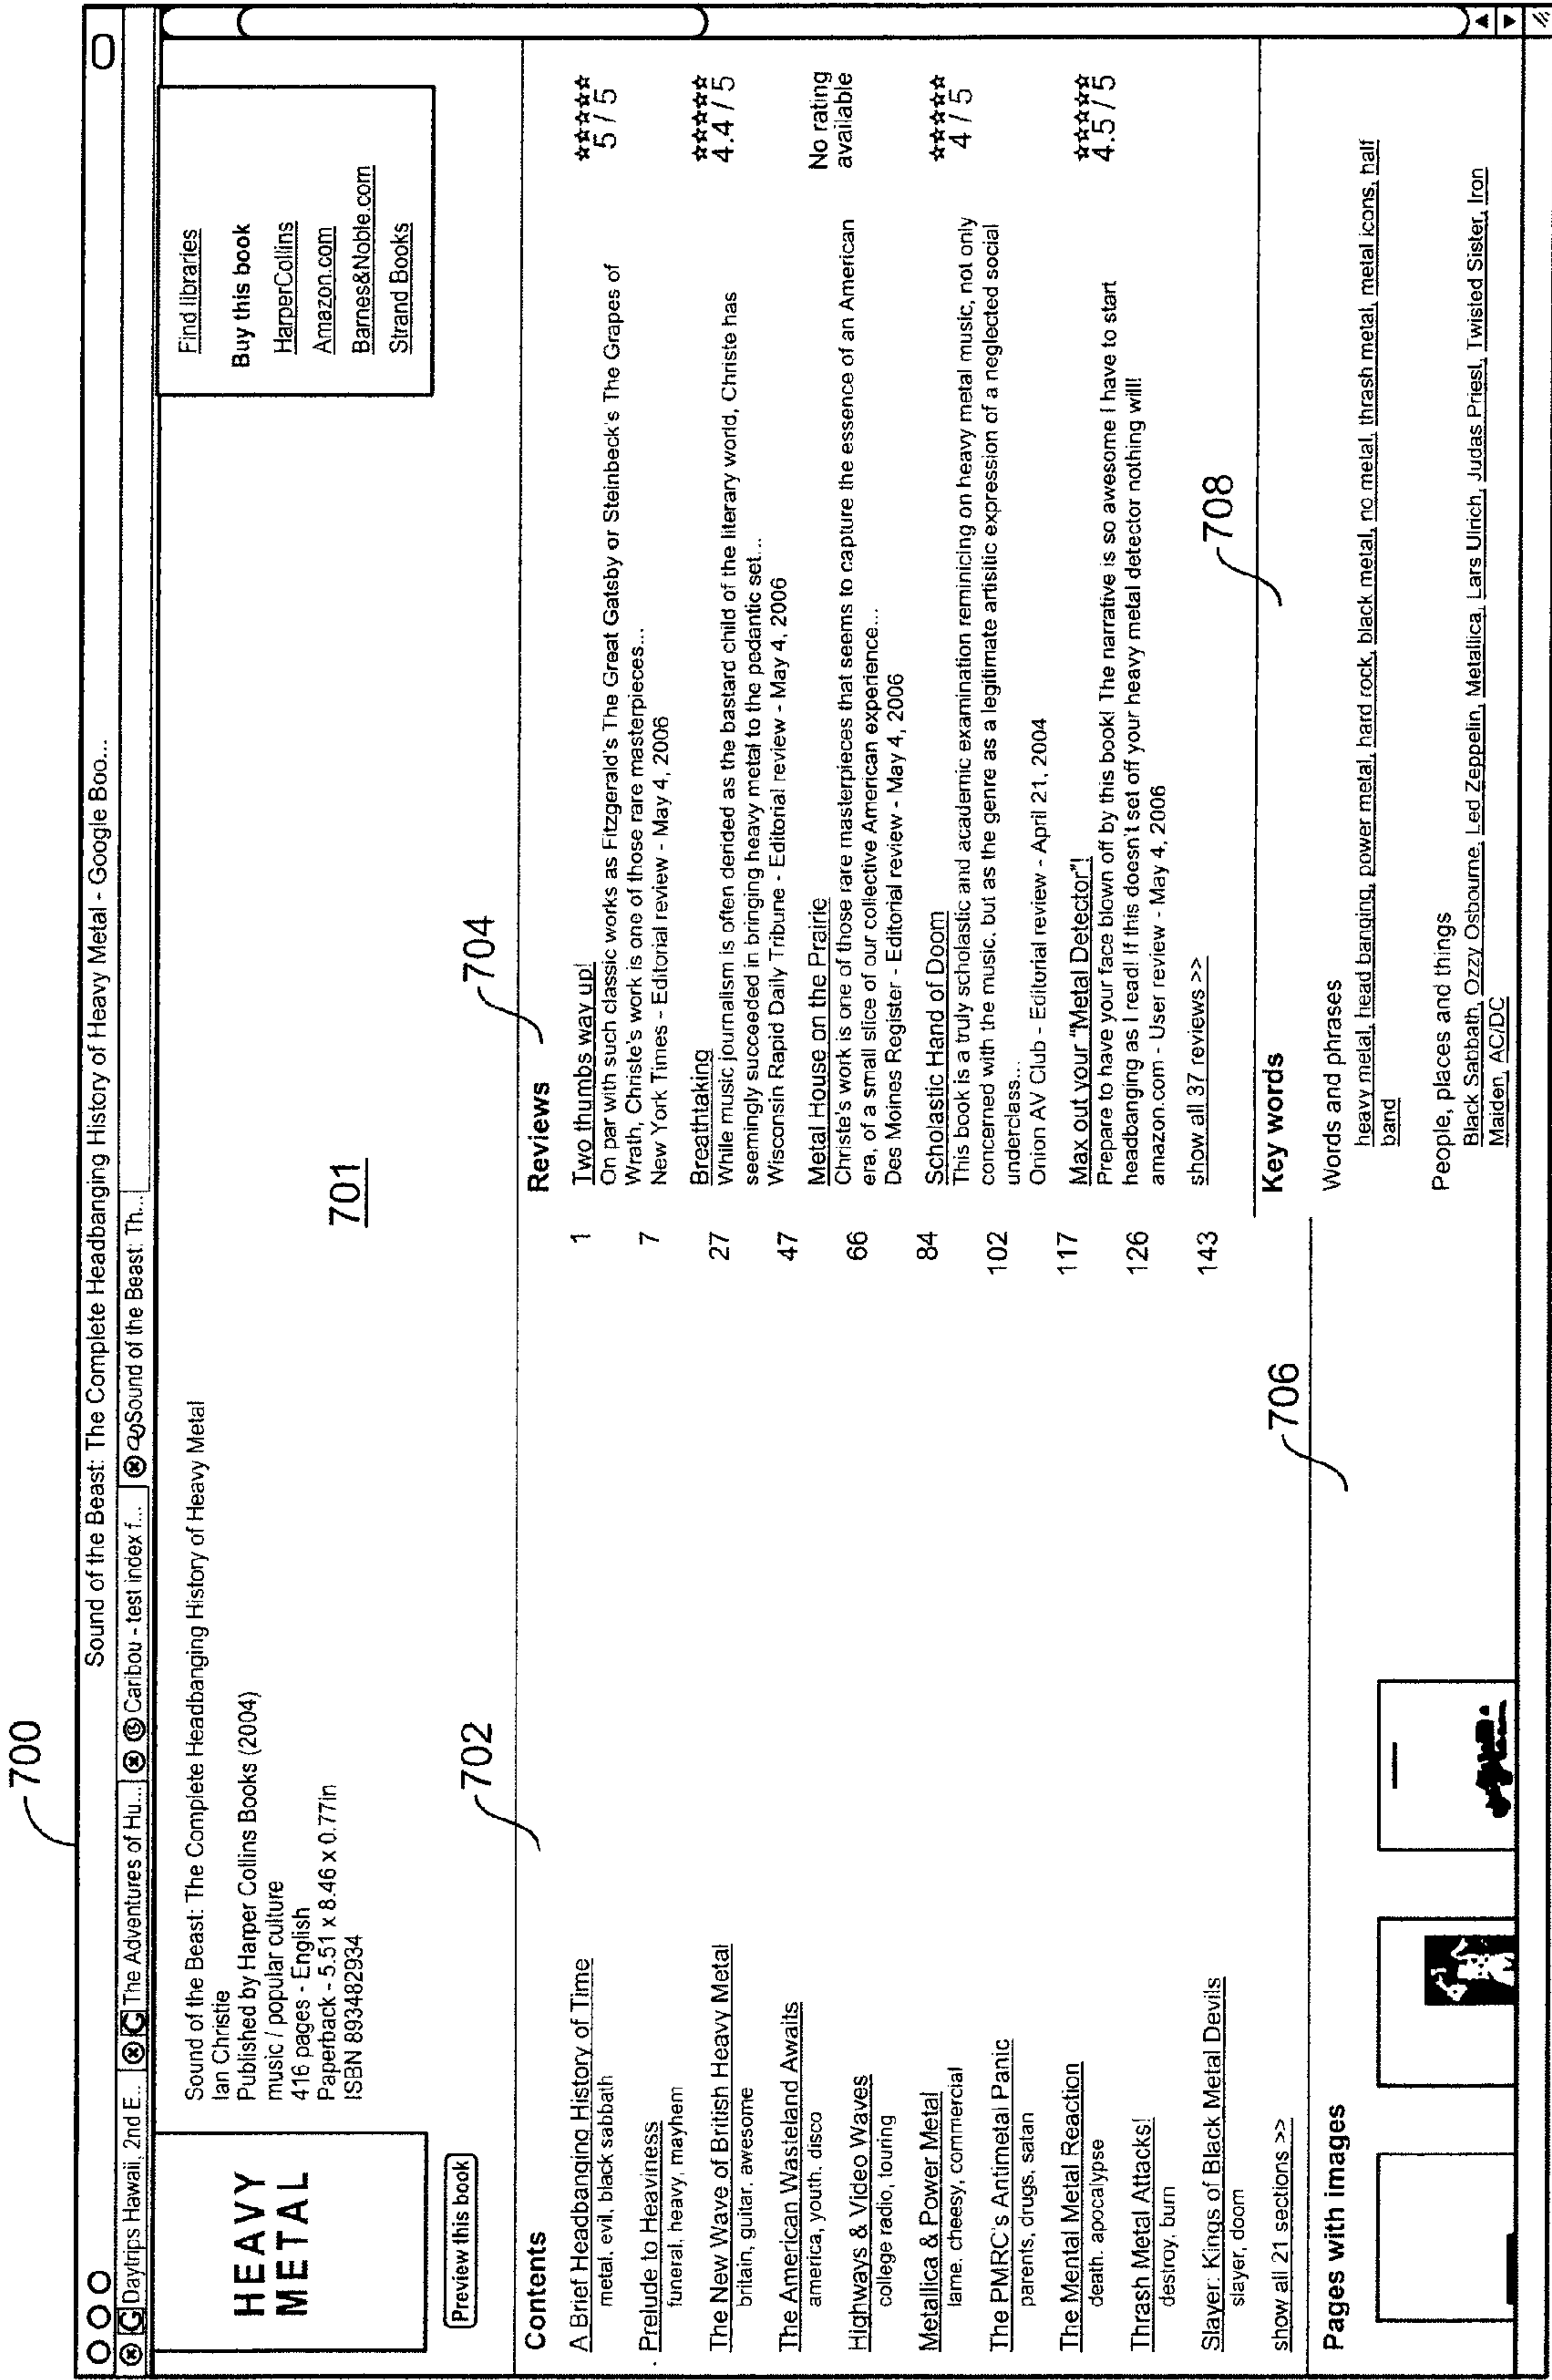 700
Sound of the Beast: The Complete Headbanging History of Heavy Metal - Google Boo...
Daytrips Hawaii, 2nd E..
The Adventures of Hu...
Caribou - test index f...
Sound of the Beast: Th...
HEAVY
METAL
Preview this book
Sound of the Beast: The Complete Headbanging History of Heavy Metal
Ian Christie
Published by Harper Collins Books (2004)
music / popular culture
416 pages - English
Paperback - 5.51 x 8.46 x 0.77in
ISBN 893482934
701
Find libraries
Buy this book
HarperCollins
Amazon.com
Barnes&Noble.com
Strand Books
702
Contents
A Brief Headbanging History of Time 1
metal, evil, black sabbath
Prelude to Heaviness 7
funeral, heavy, mayhem
The New Wave of British Heavy Metal 27
britain, guitar, awesome
The American Wasteland Awaits 47
america, youth, disco
Highways & Video Waves 66
college radio, touring
Metallica & Power Metal 84
lame, cheesy, commercial
The PMRC's Antimetal Panic 102
parents, drugs, satan
The Mental Metal Reaction 117
death, apocalypse
Thrash Metal Attacks! 126
destroy, burn
Slayer: Kings of Black Metal Devils 143
slayer, doom
show all 21 sections >>
704
Reviews
Two thumbs way up!
5 / 5
On par with such classic works as Fitzgerald's The Great Gatsby or Steinbeck's The Grapes of
Wrath, Christe's work is one of those rare masterpieces...
New York Times - Editorial review - May 4, 2006
Breathtaking
4.4 / 5
While music journalism is often derided as the bastard child of the literary world, Christe has
seemingly succeeded in bringing heavy metal to the pedantic set...
Wisconsin Rapid Daily Tribune - Editorial review - May 4, 2006
Metal House on the Prairie
No rating
available
Christe's work is one of those rare masterpieces that seems to capture the essence of an American
era, of a small slice of our collective American experience...
Des Moines Register - Editorial review - May 4, 2006
Scholastic Hand of Doom
4 / 5
This book is a truly scholastic and academic examination reminicing on heavy metal music, not only
concerned with the music, but as the genre as a legitimate artisitic expression of a neglected social
underclass...
Onion AV Club - Editorial review - April 21, 2004
Max out your "Metal Detector"!
4.5 / 5
Prepare to have your face blown off by this book! The narrative is so awesome I have to start
headbanging as I read! If this doesn't set off your heavy metal detector nothing will!
amazon.com - User review - May 4, 2006
show all 37 reviews >>
706
Pages with images
708
Key words
Words and phrases
heavy metal, head banging, power metal, hard rock, black metal, no metal, thrash metal, metal icons, half
band
People, places and things
Black Sabbath, Ozzy Osbourne, Led Zeppelin, Metallica, Lars Ulrich, Judas Priest, Twisted Sister, Iron
Maiden, AC/DC